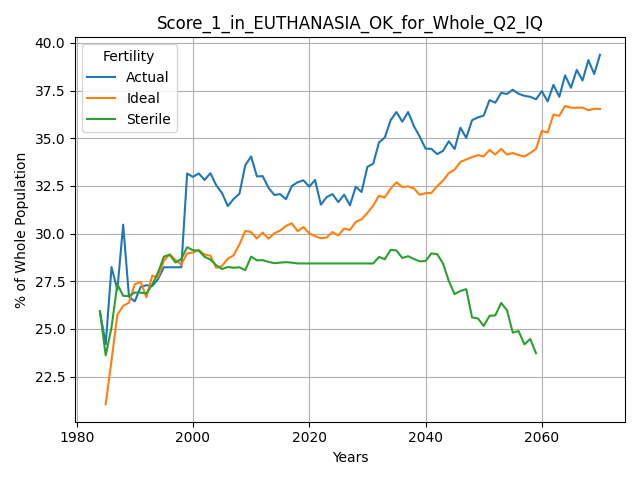 Score_1_in_EUTHANASIA_OK_for_Whole_Q2_IQ
Fertility
Actual
Ideal
Sterile
% of Whole Population
40.0
37.5
35.0
32.5
30.0
27.5
25.0
22.5
1980
2000
2020
2040
2060
Years